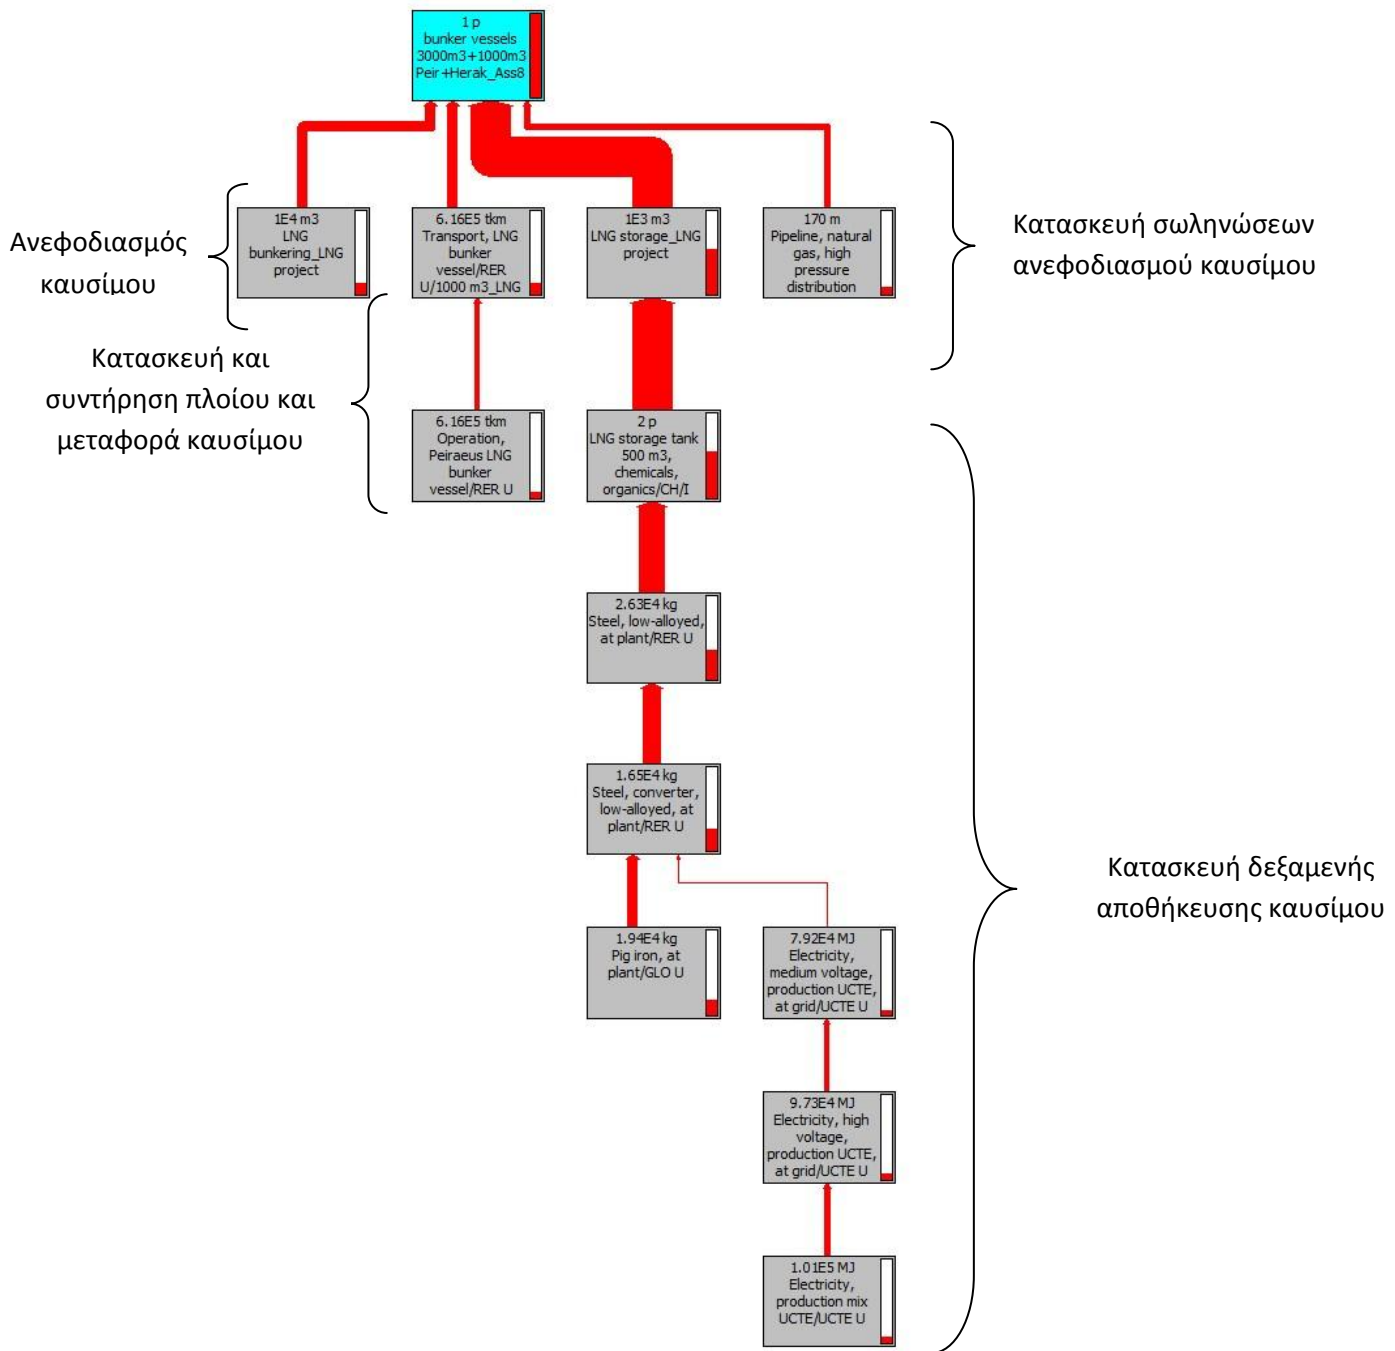 1 p
bunker vessels
3000m3+1000m3
Peir+Herak_Ass8
Ανεφοδιασμός
καυσίμου
1E4 m3
LNG
bunkering_LNG
project
6.16E5 tkm
Transport, LNG
bunker
vessel/RER
U/1000 m3_LNG
1E3 m3
LNG storage_LNG
project
170 m
Pipeline, natural
gas, high
pressure
distribution
Κατασκευή σωληνώσεων
ανεφοδιασμού καυσίμου
Κατασκευή και
συντήρηση πλοίου και
μεταφορά καυσίμου
6.16E5 tkm
Operation,
Peiraeus LNG
bunker
vessel/RER U
2 p
LNG storage tank
500 m3,
chemicals,
organics/CH/I
2.63E4 kg
Steel, low-alloyed,
at plant/RER U
1.65E4 kg
Steel, converter,
low-alloyed, at
plant/RER U
Κατασκευή δεξαμενής
αποθήκευσης καυσίμου
1.94E4 kg
Pig iron, at
plant/GLO U
7.92E4 MJ
Electricity,
medium voltage,
production UCTE,
at grid/UCTE U
9.73E4 MJ
Electricity, high
voltage,
production UCTE,
at grid/UCTE U
1.01E5 MJ
Electricity,
production mix
UCTE/UCTE U